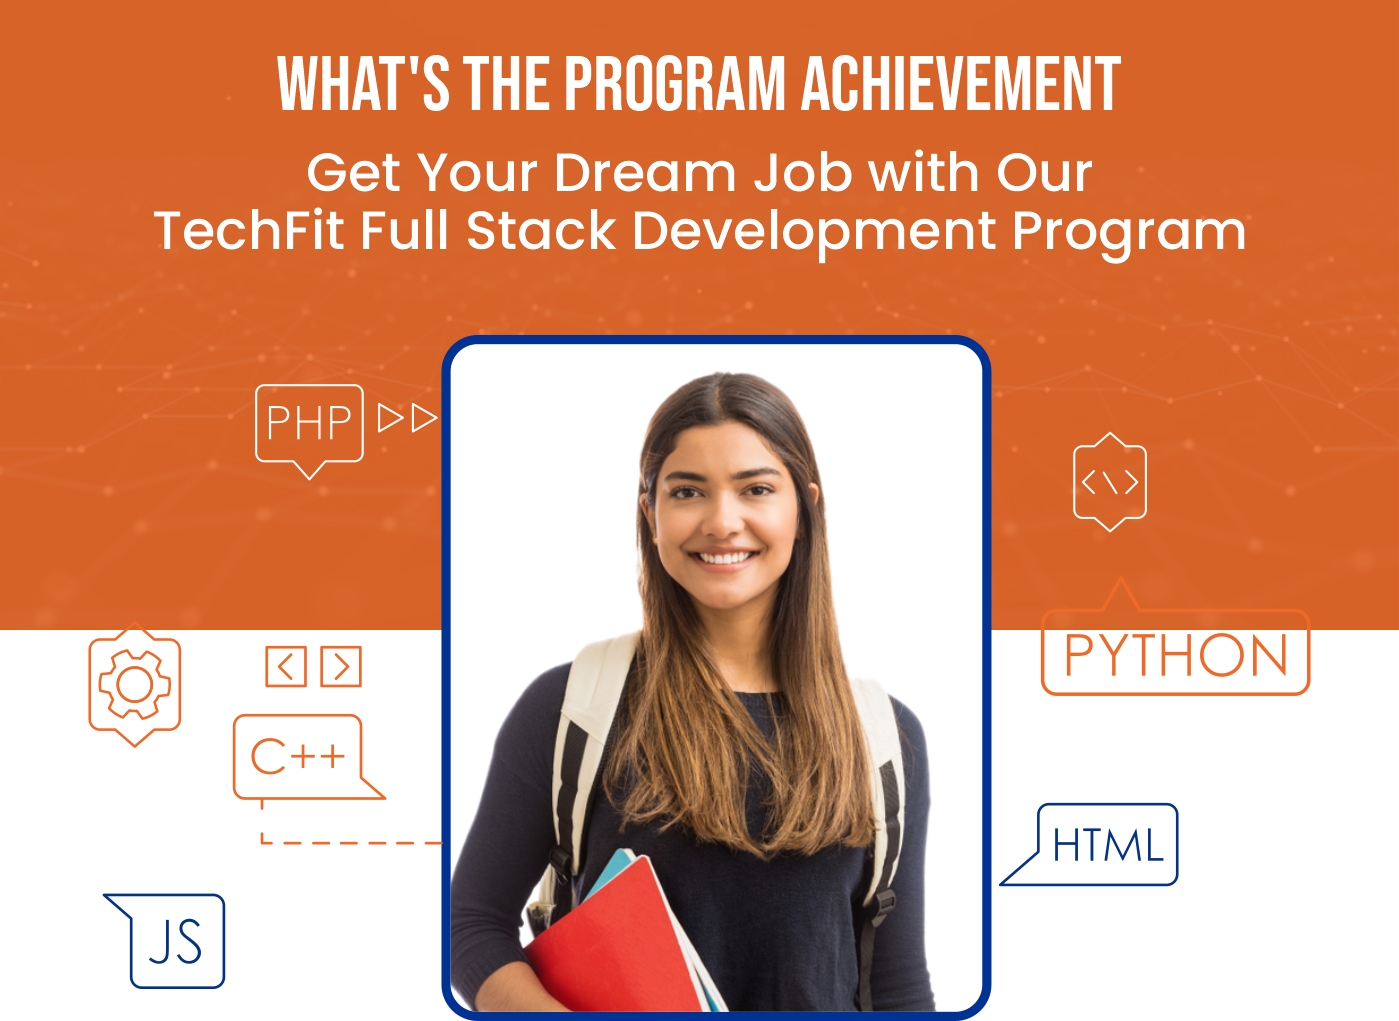 WHAT'S THE PROGRAM ACHIEVEMENT
Get Your Dream Job with Our
TechFit Full Stack Development Program
PHP
<\>
PYTHON
< >
C++
HTML
JS